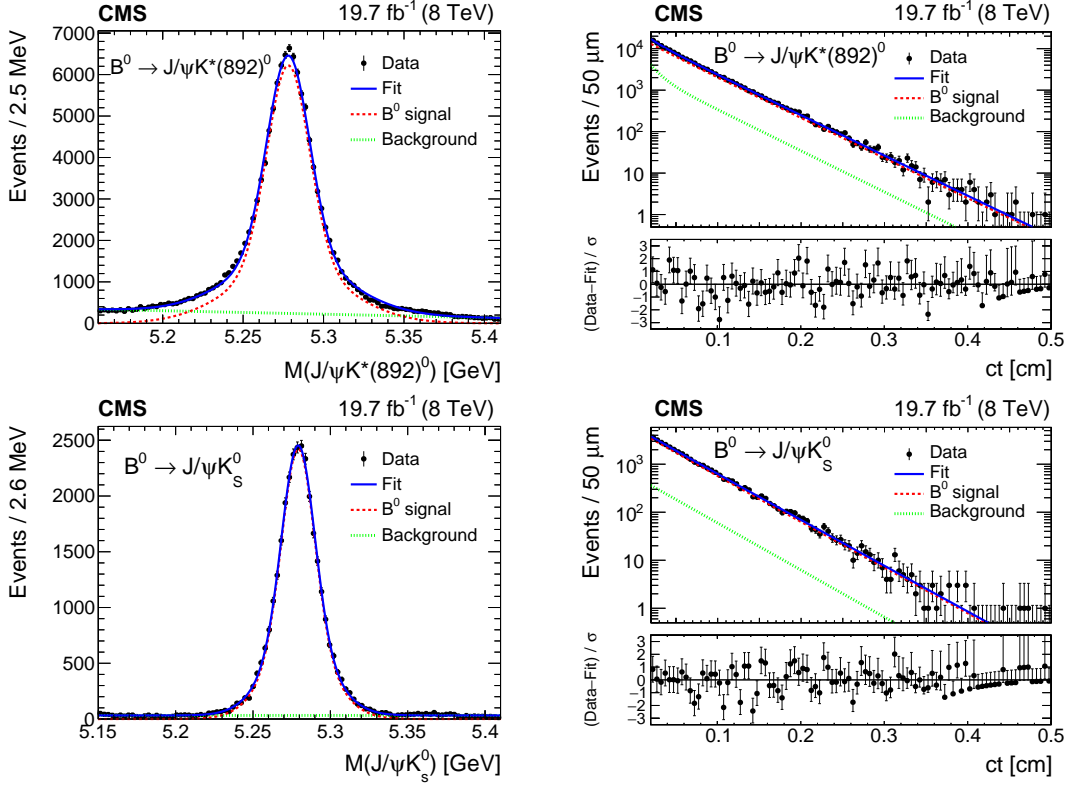 CMS 19.7 fb⁻¹ (8 TeV)
Events / 2.5 MeV
B⁰ → J/ψK*(892)⁰
Data
Fit
B⁰ signal
Background
7000
6000
5000
4000
3000
2000
1000
0
5.2 5.25 5.3 5.35 5.4
M(J/ψK*(892)⁰) [GeV]
CMS 19.7 fb⁻¹ (8 TeV)
Events / 50 μm
B⁰ → J/ψK*(892)⁰
Data
Fit
B⁰ signal
Background
10⁴
10³
10²
10
1
(Data–Fit) / σ
3
2
1
0
−1
−2
−3
0.1 0.2 0.3 0.4 0.5
ct [cm]
CMS 19.7 fb⁻¹ (8 TeV)
Events / 2.6 MeV
B⁰ → J/ψK⁰S
Data
Fit
B⁰ signal
Background
2500
2000
1500
1000
500
0
5.15 5.2 5.25 5.3 5.35 5.4
M(J/ψK⁰s) [GeV]
CMS 19.7 fb⁻¹ (8 TeV)
Events / 50 μm
B⁰ → J/ψK⁰S
Data
Fit
B⁰ signal
Background
10³
10²
10
1
(Data–Fit) / σ
3
2
1
0
−1
−2
−3
0.1 0.2 0.3 0.4 0.5
ct [cm]